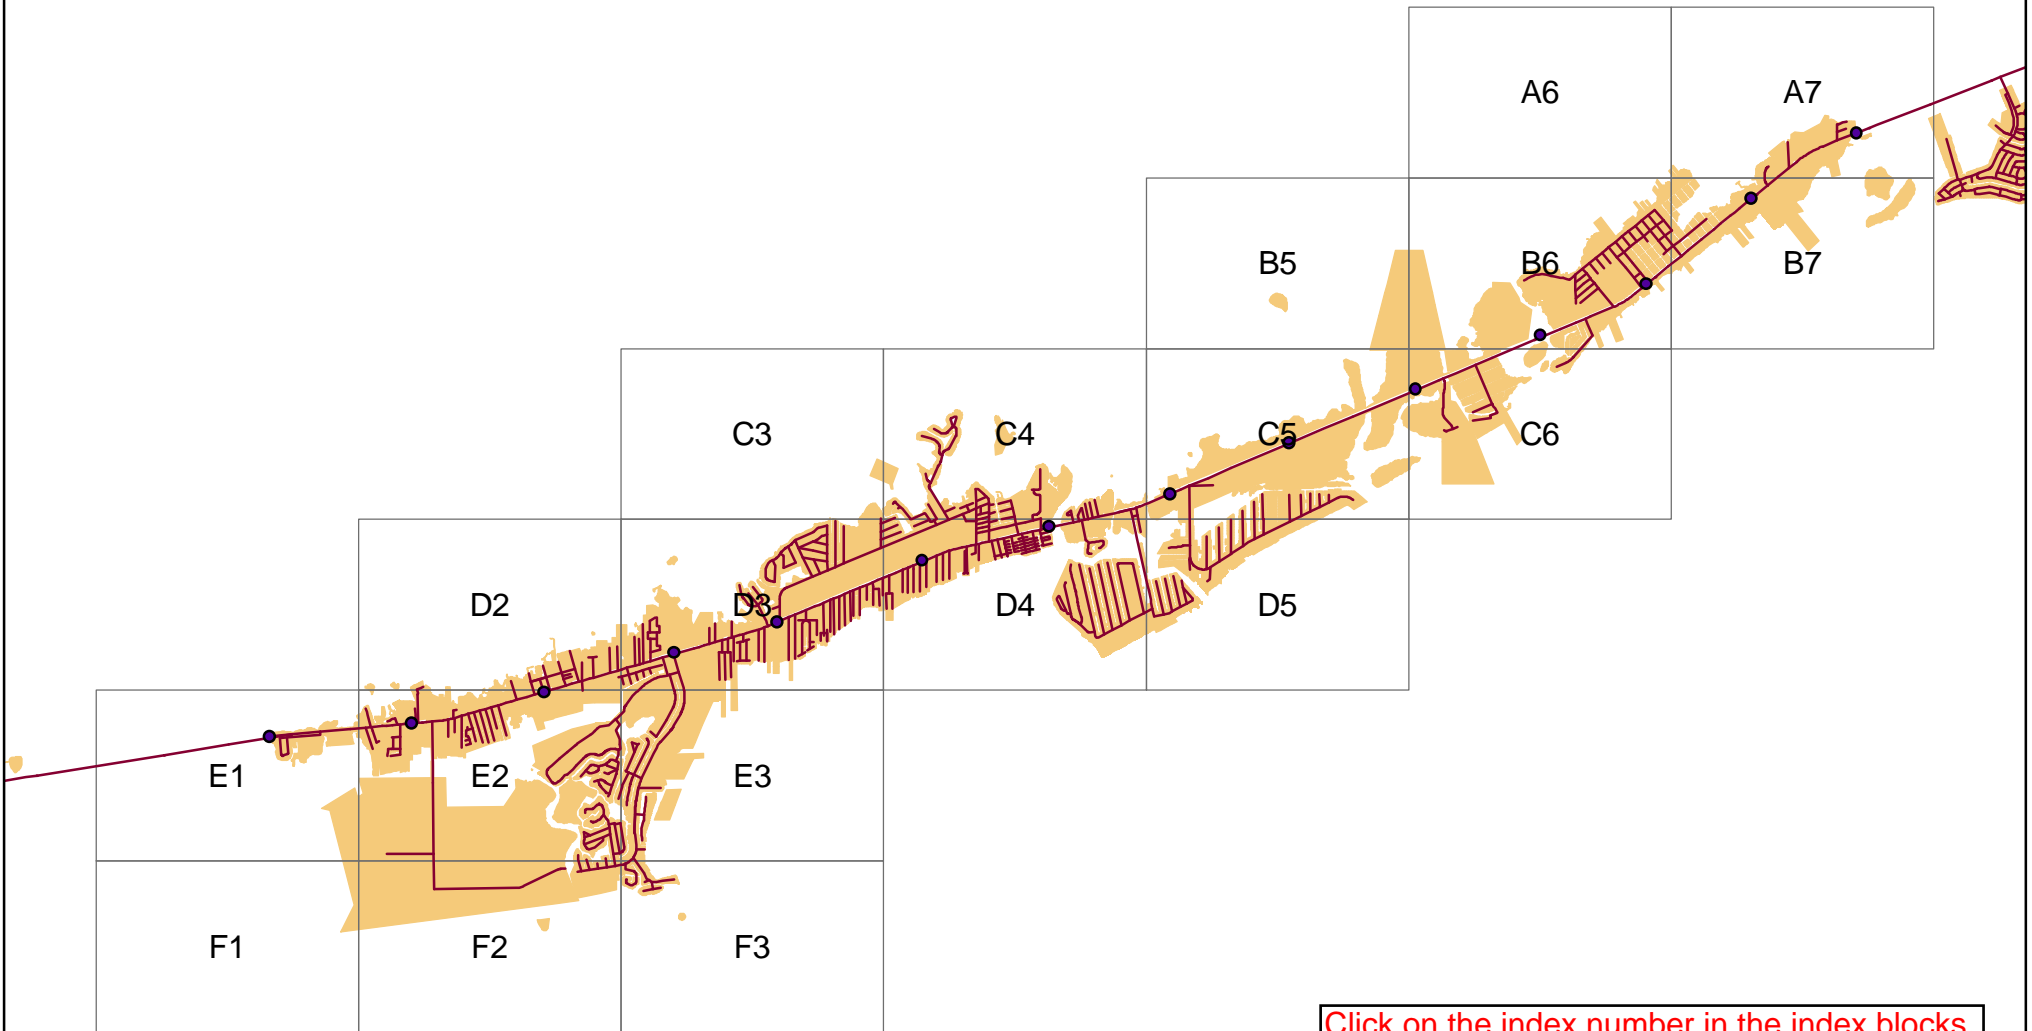 A6
A7
B5
B6
B7
C3
C4
C5
C6
D2
D3
D4
D5
E1
E2
E3
F1
F2
F3
Click on the index number in the index blocks